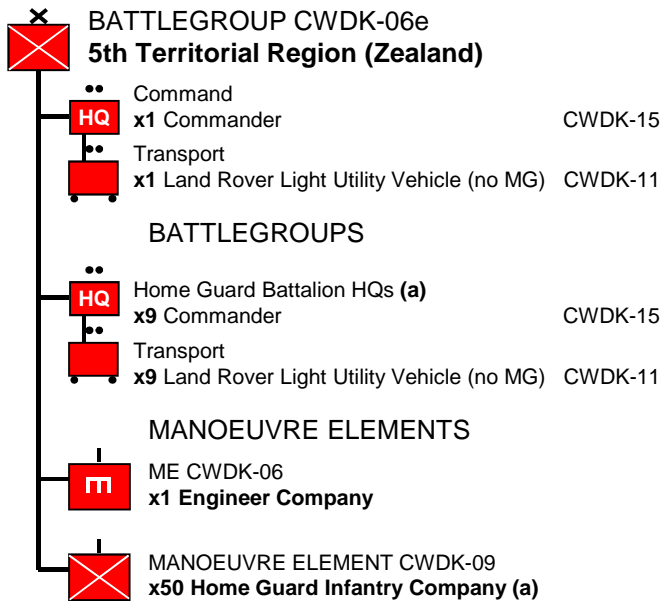 BATTLEGROUP CWDK-06e
5th Territorial Region (Zealand)
Command
HQ x1 Commander CWDK-15
Transport
x1 Land Rover Light Utility Vehicle (no MG) CWDK-11
BATTLEGROUPS
Home Guard Battalion HQs (a)
HQ x9 Commander CWDK-15
Transport
x9 Land Rover Light Utility Vehicle (no MG) CWDK-11
MANOEUVRE ELEMENTS
ME CWDK-06
x1 Engineer Company
MANOEUVRE ELEMENT CWDK-09
x50 Home Guard Infantry Company (a)